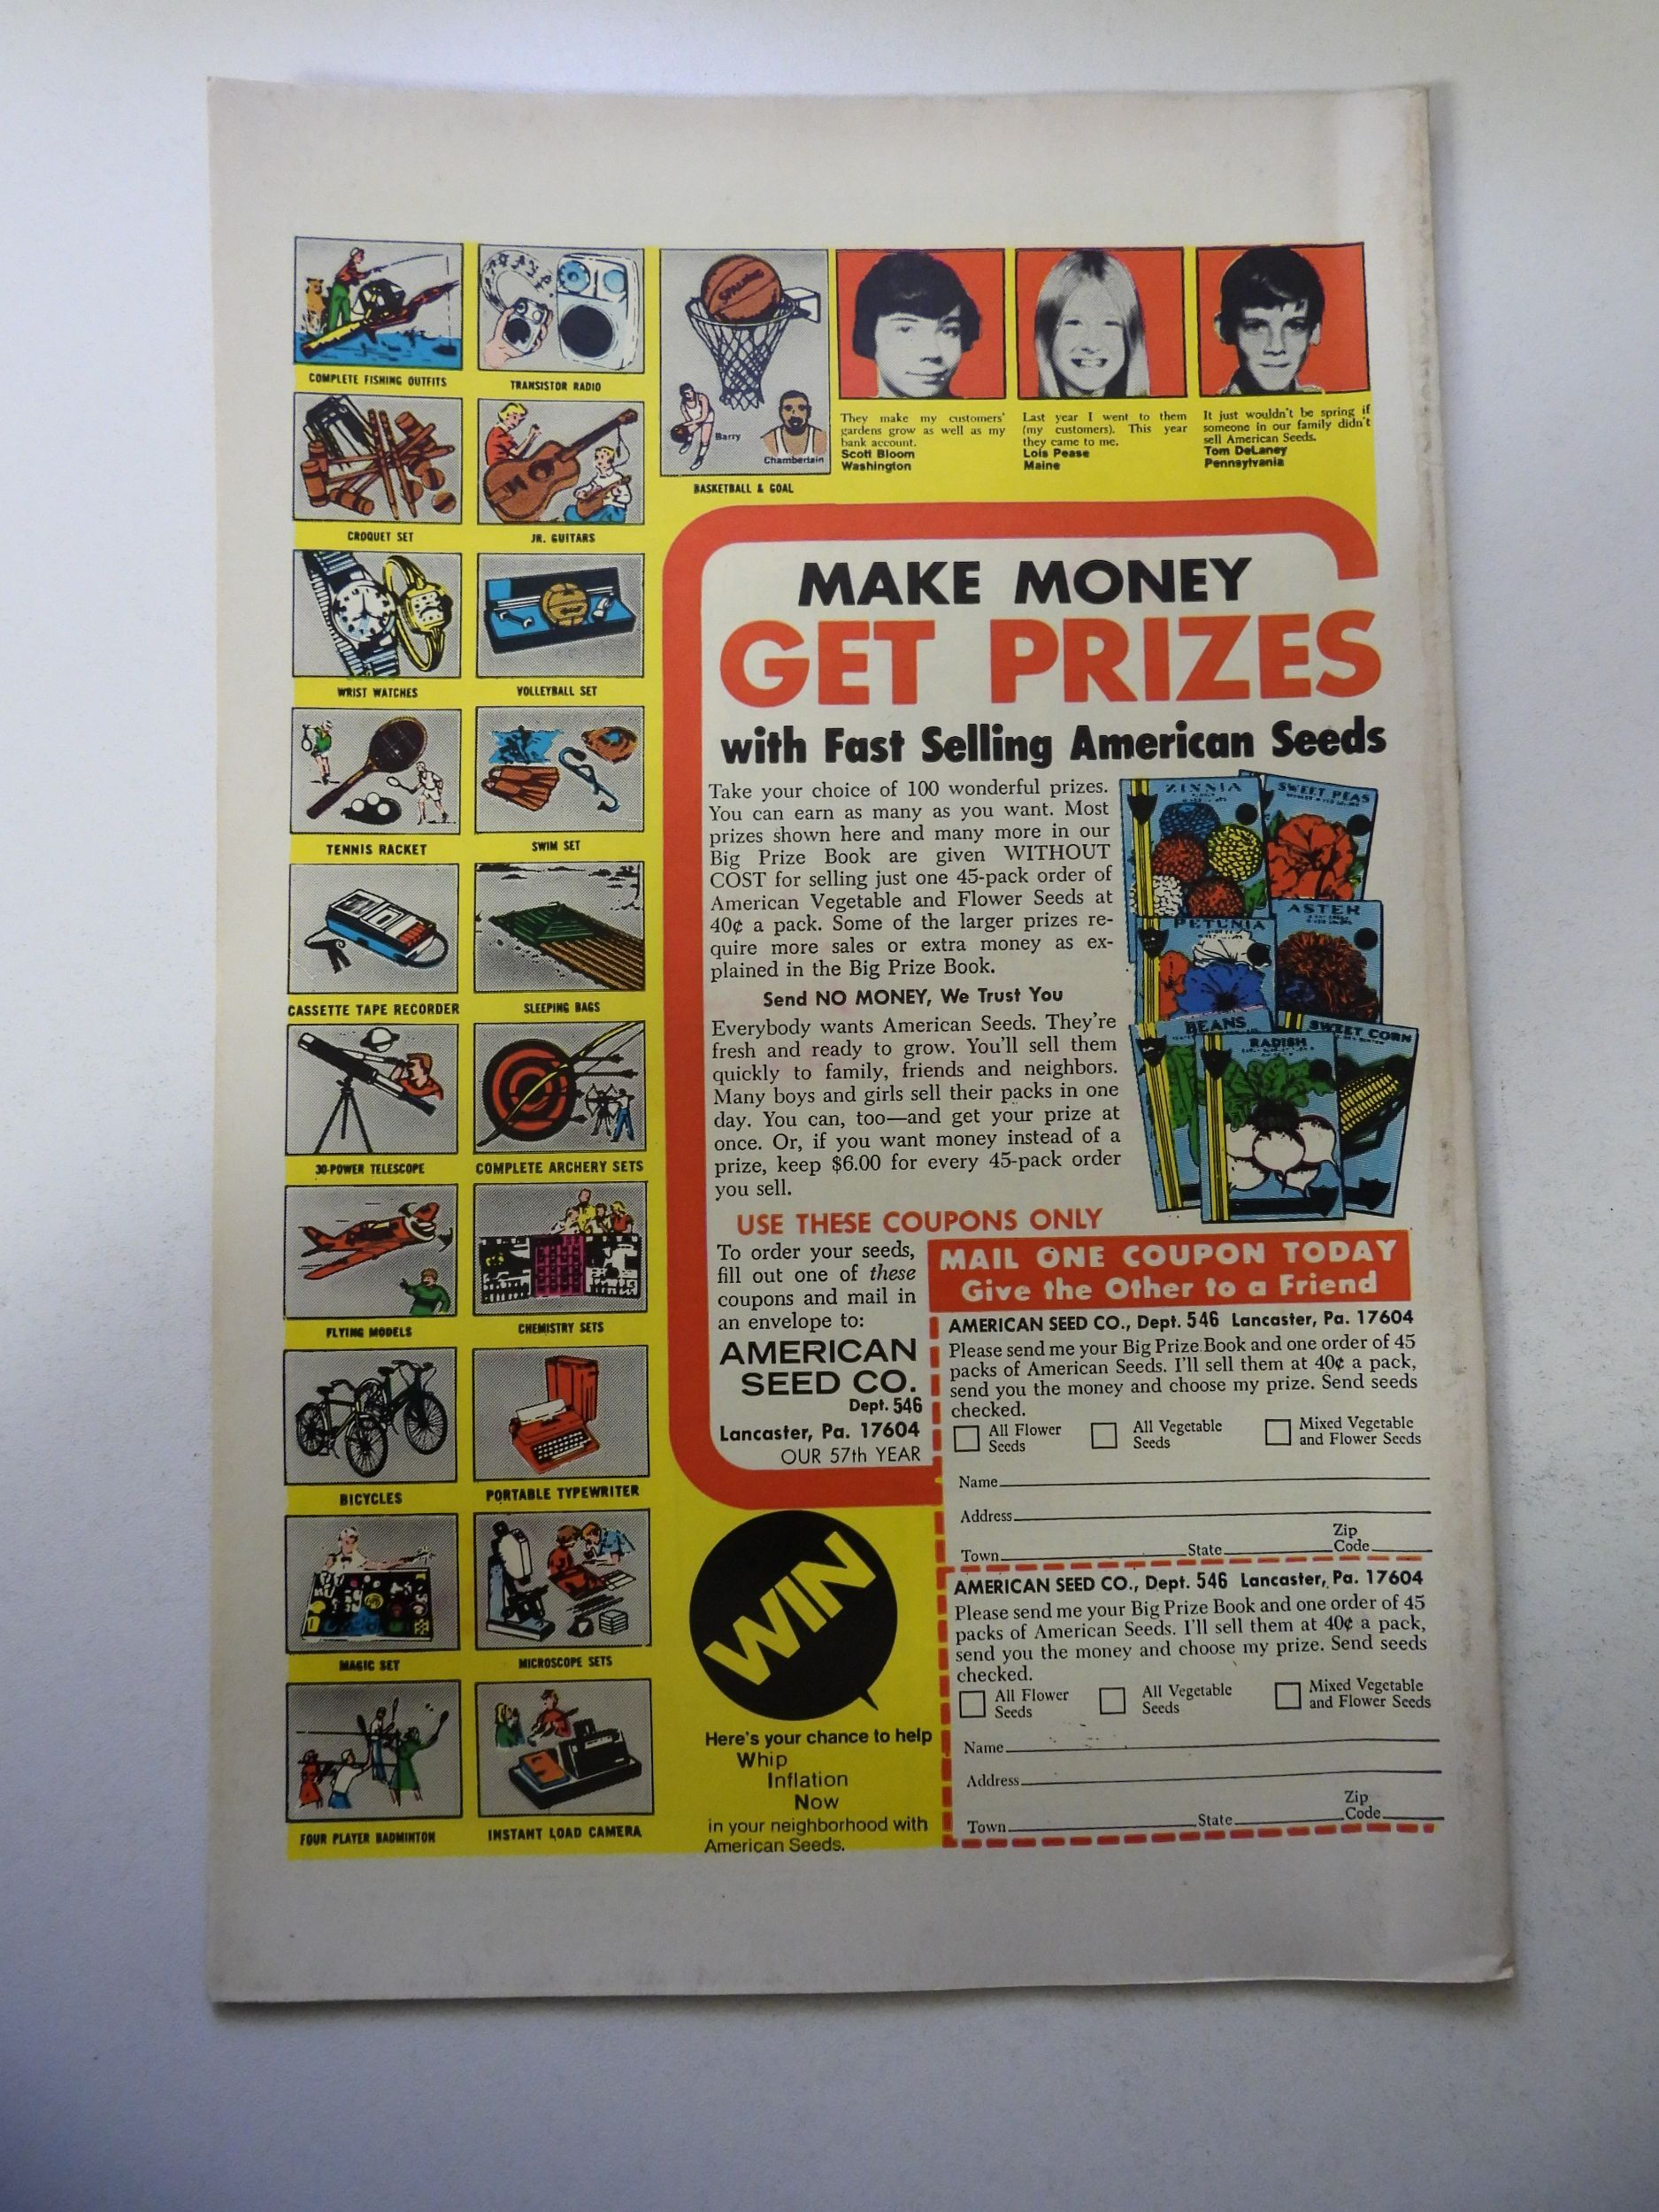 COMPLETE FISHING OUTFITS
TRANSISTOR RADIO
CROQUET SET
JR. GUITARS
WRIST WATCHES
VOLLEYBALL SET
TENNIS RACKET
SWIM SET
CASSETTE TAPE RECORDER
SLEEPING BAGS
30-POWER TELESCOPE
COMPLETE ARCHERY SETS
FLYING MODELS
CHEMISTRY SETS
BICYCLES
PORTABLE TYPEWRITER
MAGIC SET
MICROSCOPE SETS
FOUR PLAYER BADMINTON
INSTANT LOAD CAMERA
SPALDING
Barry
Chamberlain
BASKETBALL & GOAL
They make my customers'
gardens grow as well as my
bank account.
Scott Bloom
Washington
Last year I went to them
(my customers). This year
they came to me.
Lois Pease
Maine
It just wouldn't be spring if
someone in our family didn't
sell American Seeds.
Tom DeLaney
Pennsylvania
MAKE MONEY
GET PRIZES
with Fast Selling American Seeds
Take your choice of 100 wonderful prizes.
You can earn as many as you want. Most
prizes shown here and many more in our
Big Prize Book are given WITHOUT
COST for selling just one 45-pack order of
American Vegetable and Flower Seeds at
40¢ a pack. Some of the larger prizes re-
quire more sales or extra money as ex-
plained in the Big Prize Book.
Send NO MONEY, We Trust You
Everybody wants American Seeds. They're
fresh and ready to grow. You'll sell them
quickly to family, friends and neighbors.
Many boys and girls sell their packs in one
day. You can, too—and get your prize at
once. Or, if you want money instead of a
prize, keep $6.00 for every 45-pack order
you sell.
ZINNIA
SWEET PEAS
PETUNIA
ASTER
BEANS
RADISH
SWEET CORN
USE THESE COUPONS ONLY
To order your seeds,
fill out one of these
coupons and mail in
an envelope to:
AMERICAN
SEED CO.
Dept. 546
Lancaster, Pa. 17604
OUR 57th YEAR
MAIL ONE COUPON TODAY
Give the Other to a Friend
AMERICAN SEED CO., Dept. 546 Lancaster, Pa. 17604
Please send me your Big Prize Book and one order of 45
packs of American Seeds. I'll sell them at 40¢ a pack,
send you the money and choose my prize. Send seeds
checked.
All Flower Seeds
All Vegetable Seeds
Mixed Vegetable and Flower Seeds
Name
Address
Town State Zip Code
AMERICAN SEED CO., Dept. 546 Lancaster, Pa. 17604
Please send me your Big Prize Book and one order of 45
packs of American Seeds. I'll sell them at 40¢ a pack,
send you the money and choose my prize. Send seeds
checked.
All Flower Seeds
All Vegetable Seeds
Mixed Vegetable and Flower Seeds
Name
Address
Town State Zip Code
WIN
Here's your chance to help
Whip
Inflation
Now
in your neighborhood with
American Seeds.